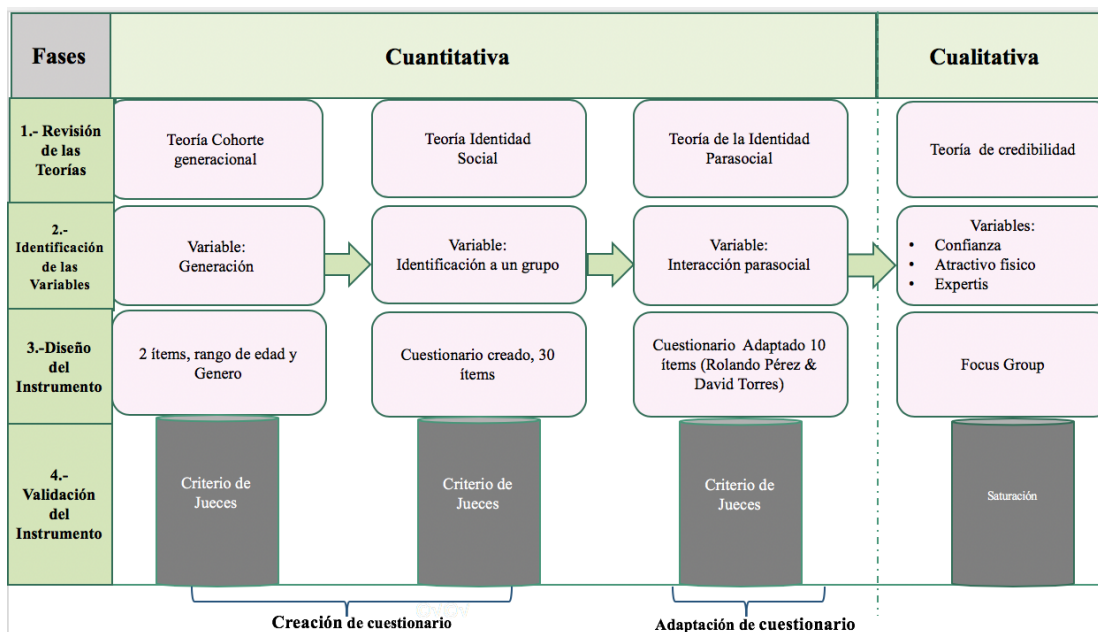 Fases
Cuantitativa
Cualitativa
1.- Revisión
de las
Teorías
Teoría Cohorte
generacional
Teoría Identidad
Social
Teoría de la Identidad
Parasocial
Teoría de credibilidad
2.-
Identificación
de las
Variables
Variable:
Generación
Variable:
Identificación a un grupo
Variable:
Interacción parasocial
Variables:
• Confianza
• Atractivo físico
• Expertis
3.-Diseño
del
Instrumento
2 ítems, rango de edad y
Genero
Cuestionario creado, 30
ítems
Cuestionario Adaptado 10
ítems (Rolando Pérez &
David Torres)
Focus Group
4.-
Validación
del
Instrumento
Criterio de
Jueces
Criterio de
Jueces
Criterio de
Jueces
Saturación
Creación de cuestionario
Adaptación de cuestionario